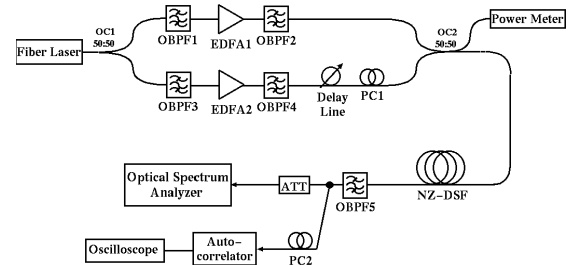 OC1
50:50
Fiber Laser
OBPF1
EDFA1
OBPF2
OC2
50:50
Power Meter
OBPF3
EDFA2
OBPF4
Delay
Line
PC1
NZ-DSF
OBPF5
ATT
Optical Spectrum
Analyzer
PC2
Auto-
correlator
Oscilloscope